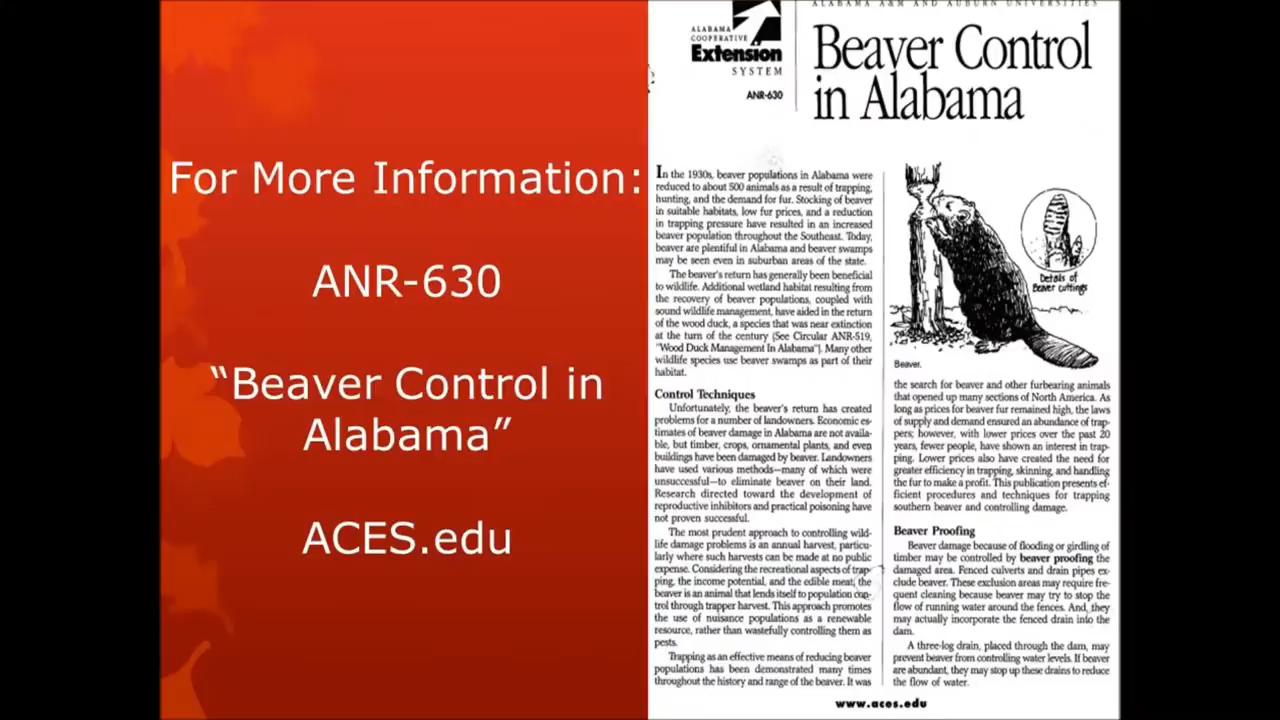 For More Information:
ANR-630
“Beaver Control in
Alabama”
ACES.edu
ALABAMA A&M AND AUBURN UNIVERSITIES
ALABAMA
COOPERATIVE
Extension
SYSTEM
ANR-630
Beaver Control
in Alabama
In the 1930s, beaver populations in Alabama were
reduced to about 500 animals as a result of trapping,
hunting, and the demand for fur. Stocking of beaver
in suitable habitats, low fur prices, and a reduction
in trapping pressure have resulted in an increased
beaver population throughout the Southeast. Today,
beaver are plentiful in Alabama and beaver swamps
may be seen even in suburban areas of the state.
The beaver's return has generally been beneficial
to wildlife. Additional wetland habitat resulting from
the recovery of beaver populations, coupled with
sound wildlife management, have aided in the return
of the wood duck, a species that was near extinction
at the turn of the century (See Circular ANR-519,
"Wood Duck Management In Alabama"). Many other
wildlife species use beaver swamps as part of their
habitat.
Control Techniques
Unfortunately, the beaver's return has created
problems for a number of landowners. Economic es-
timates of beaver damage in Alabama are not availa-
ble, but timber, crops, ornamental plants, and even
buildings have been damaged by beaver. Landowners
have used various methods—many of which were
unsuccessful—to eliminate beaver on their land.
Research directed toward the development of
reproductive inhibitors and practical poisoning have
not proven successful.
The most prudent approach to controlling wild-
life damage problems is an annual harvest, particu-
larly where such harvests can be made at no public
expense. Considering the recreational aspects of trap-
ping, the income potential, and the edible meat, the
beaver is an animal that lends itself to population con-
trol through trapper harvest. This approach promotes
the use of nuisance populations as a renewable
resource, rather than wastefully controlling them as
pests.
Trapping as an effective means of reducing beaver
populations has been demonstrated many times
throughout the history and range of the beaver. It was
Details of
Beaver cuttings
Beaver.
the search for beaver and other furbearing animals
that opened up many sections of North America. As
long as prices for beaver fur remained high, the laws
of supply and demand ensured an abundance of trap-
pers; however, with lower prices over the past 20
years, fewer people, have shown an interest in trap-
ping. Lower prices also have created the need for
greater efficiency in trapping, skinning, and handling
the fur to make a profit. This publication presents ef-
ficient procedures and techniques for trapping
southern beaver and controlling damage.
Beaver Proofing
Beaver damage because of flooding or girdling of
timber may be controlled by beaver proofing the
damaged area. Fenced culverts and drain pipes ex-
clude beaver. These exclusion areas may require fre-
quent cleaning because beaver may try to stop the
flow of running water around the fences. And, they
may actually incorporate the fenced drain into the
dam.
A three-log drain, placed through the dam, may
prevent beaver from controlling water levels. If beaver
are abundant, they may stop up these drains to reduce
the flow of water.
www.aces.edu